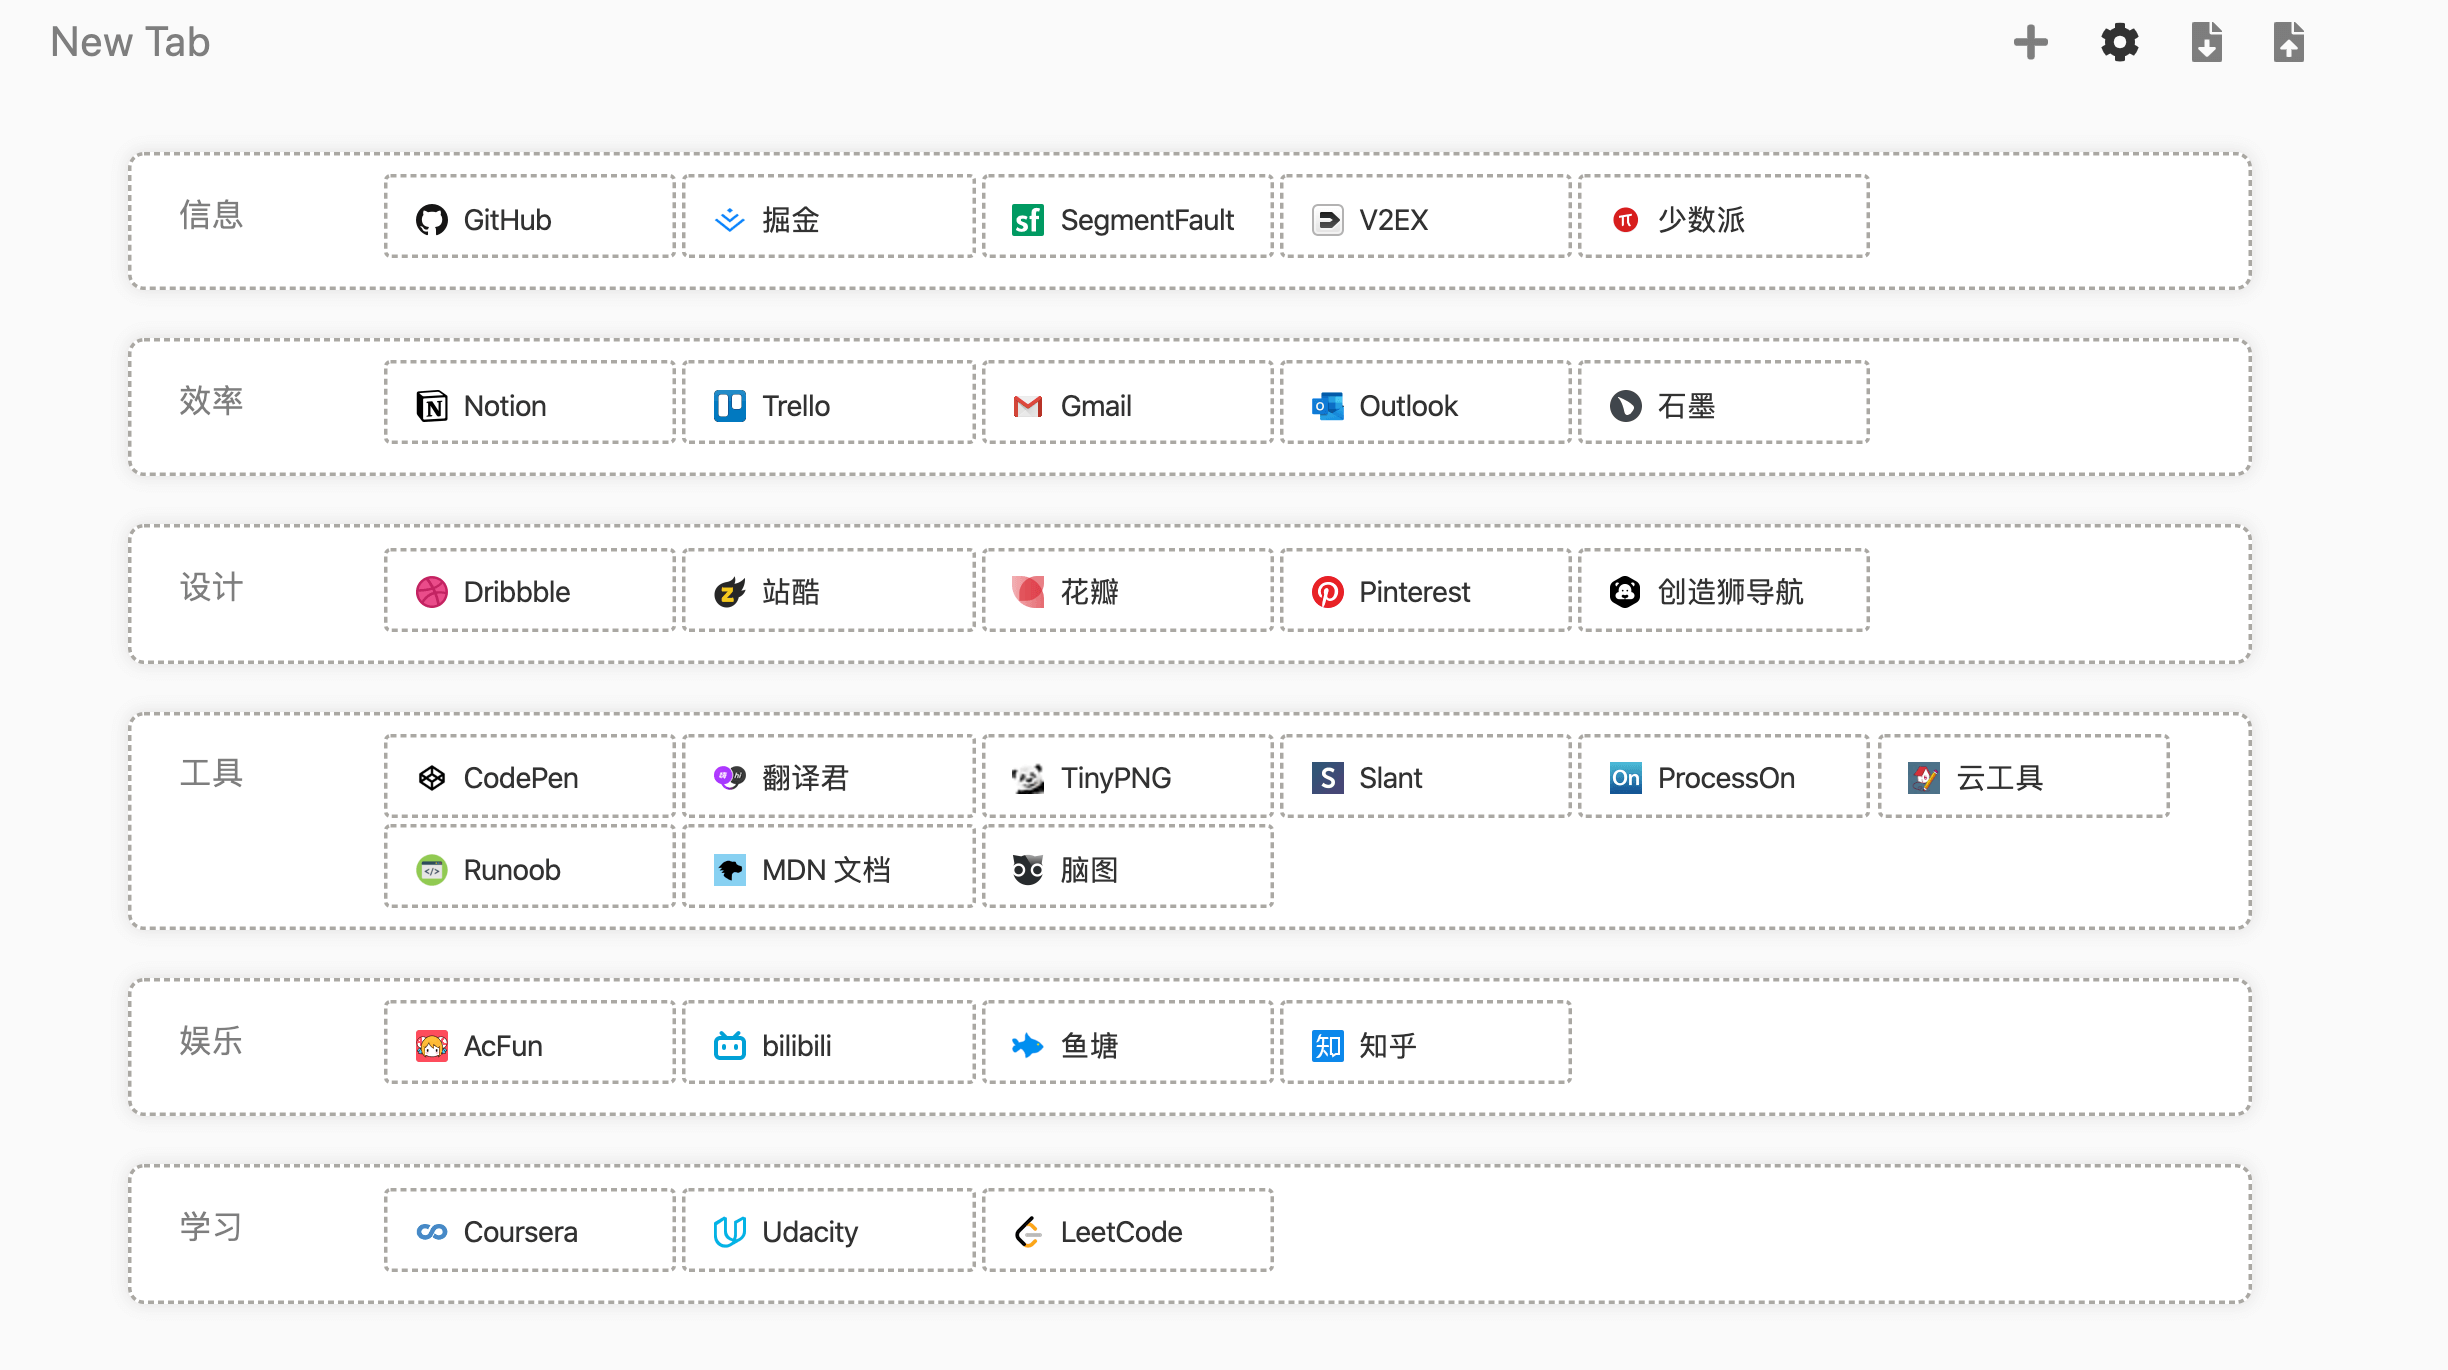 New Tab
信息 GitHub 掘金 SegmentFault V2EX 少数派
效率 Notion Trello Gmail Outlook 石墨
设计 Dribbble 站酷 花瓣 Pinterest 创造狮导航
工具 CodePen 翻译君 TinyPNG Slant ProcessOn 云工具
Runoob MDN 文档 脑图
娱乐 AcFun bilibili 鱼塘 知乎
学习 Coursera Udacity LeetCode